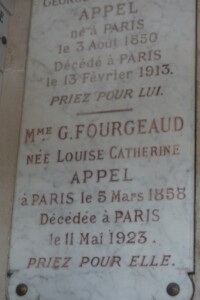 APPEL
né à PARIS
le 3 Août 1850
Décédé à PARIS
le 13 Février 1913.
PRIEZ POUR LUI.
MME G. FOURGEAUD
NÉE LOUISE CATHERINE
APPEL
à PARIS le 5 Mars 1858
Décédée à PARIS
le 11 Mai 1923.
PRIEZ POUR ELLE.